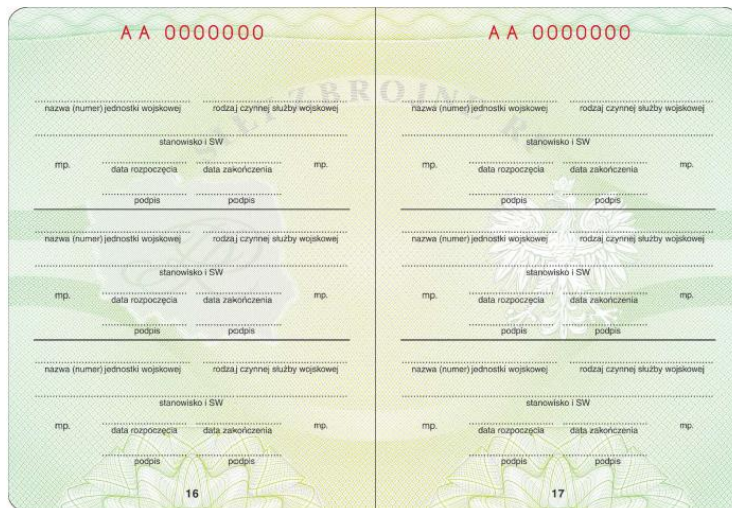 AA 0000000
nazwa (numer) jednostki wojskowej rodzaj czynnej służby wojskowej
stanowisko i SW
mp. data rozpoczęcia data zakończenia mp.
podpis podpis
nazwa (numer) jednostki wojskowej rodzaj czynnej służby wojskowej
stanowisko i SW
mp. data rozpoczęcia data zakończenia mp.
podpis podpis
nazwa (numer) jednostki wojskowej rodzaj czynnej służby wojskowej
stanowisko i SW
mp. data rozpoczęcia data zakończenia mp.
podpis podpis
16
AA 0000000
nazwa (numer) jednostki wojskowej rodzaj czynnej służby wojskowej
stanowisko i SW
mp. data rozpoczęcia data zakończenia mp.
podpis podpis
nazwa (numer) jednostki wojskowej rodzaj czynnej służby wojskowej
stanowisko i SW
mp. data rozpoczęcia data zakończenia mp.
podpis podpis
nazwa (numer) jednostki wojskowej rodzaj czynnej służby wojskowej
stanowisko i SW
mp. data rozpoczęcia data zakończenia mp.
podpis podpis
17
SIŁY ZBROJNE